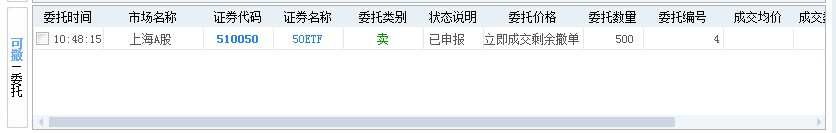 委托时间 市场名称 证券代码 证券名称 委托类别 状态说明 委托价格 委托数量 委托编号 成交均价
10:48:15 上海A股 510050 50ETF 卖 已申报 立即成交剩余撤单 500 4
可撤—委托